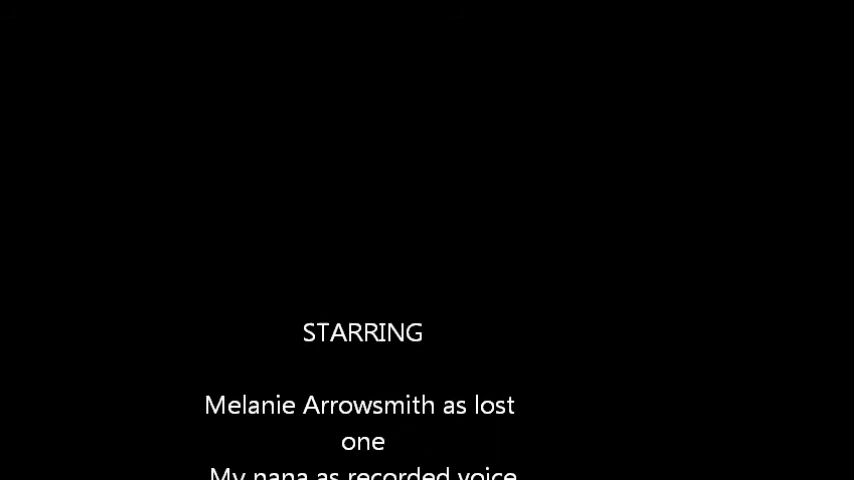 STARRING
Melanie Arrowsmith as lost
one
My nana as recorded voice